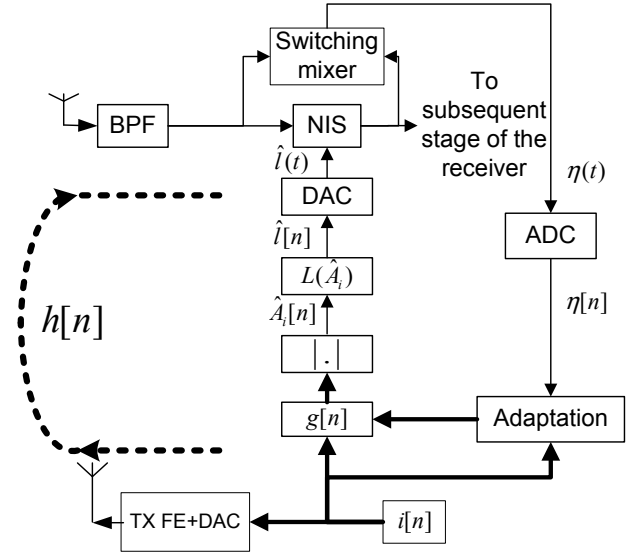 Switching
mixer
BPF
NIS
To
subsequent
stage of the
receiver
l̂(t)
η(t)
DAC
ADC
l̂[n]
L(Â_i)
η[n]
h[n]
Â_i[n]
|.|
g[n]
Adaptation
TX FE+DAC
i[n]